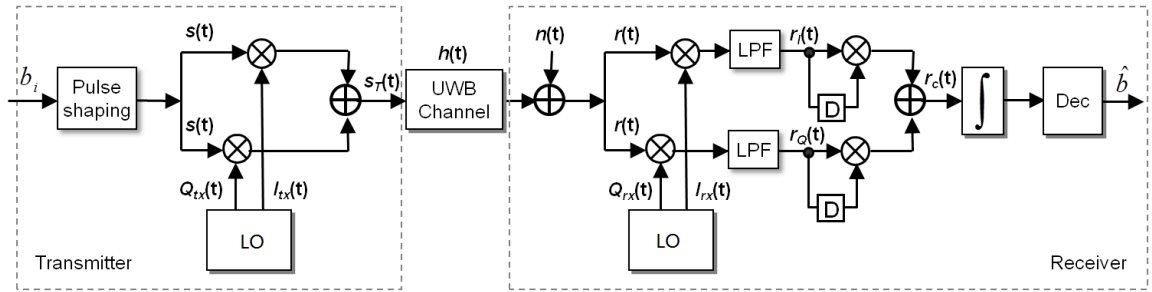 b_i
Pulse shaping
s(t)
s(t)
Q_tx(t)
I_tx(t)
LO
s_T(t)
Transmitter
h(t)
UWB Channel
n(t)
r(t)
r(t)
Q_rx(t)
I_rx(t)
LO
LPF
r_I(t)
D
LPF
r_Q(t)
D
r_c(t)
∫
Dec
b̂
Receiver